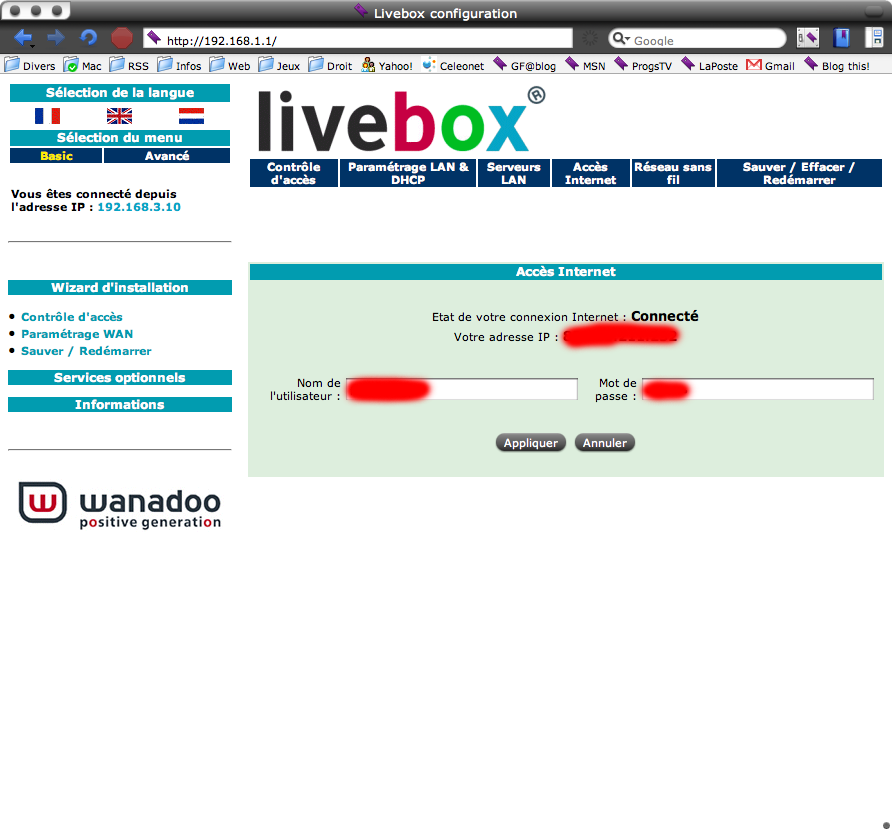 Livebox configuration
http://192.168.1.1/
Google
Divers Mac RSS Infos Web Jeux Droit Yahoo! Celeonet GF@blog MSN ProgsTV LaPoste Gmail Blog this!
Sélection de la langue
Sélection du menu
Basic Avancé
Vous êtes connecté depuis
l'adresse IP : 192.168.3.10
Wizard d'installation
Contrôle d'accès
Paramétrage WAN
Sauver / Redémarrer
Services optionnels
Informations
wanadoo
positive generation
livebox®
Contrôle d'accès
Paramétrage LAN & DHCP
Serveurs LAN
Accès Internet
Réseau sans fil
Sauver / Effacer / Redémarrer
Accès Internet
Etat de votre connexion Internet : Connecté
Votre adresse IP :
Nom de l'utilisateur :
Mot de passe :
Appliquer Annuler